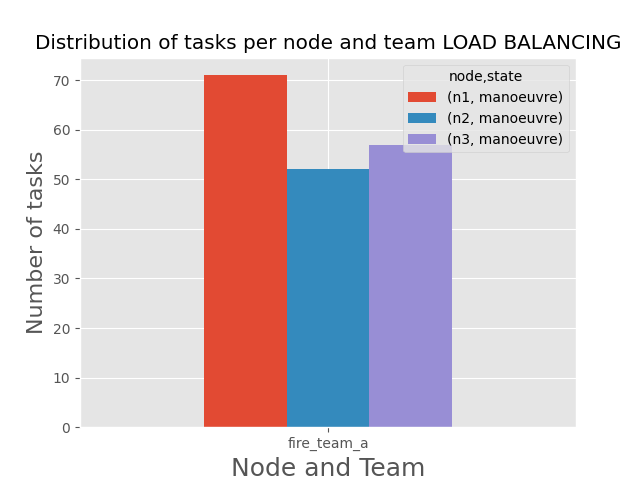 Distribution of tasks per node and team LOAD BALANCING
node,state
(n1, manoeuvre)
(n2, manoeuvre)
(n3, manoeuvre)
Number of tasks
70
60
50
40
30
20
10
0
fire_team_a
Node and Team